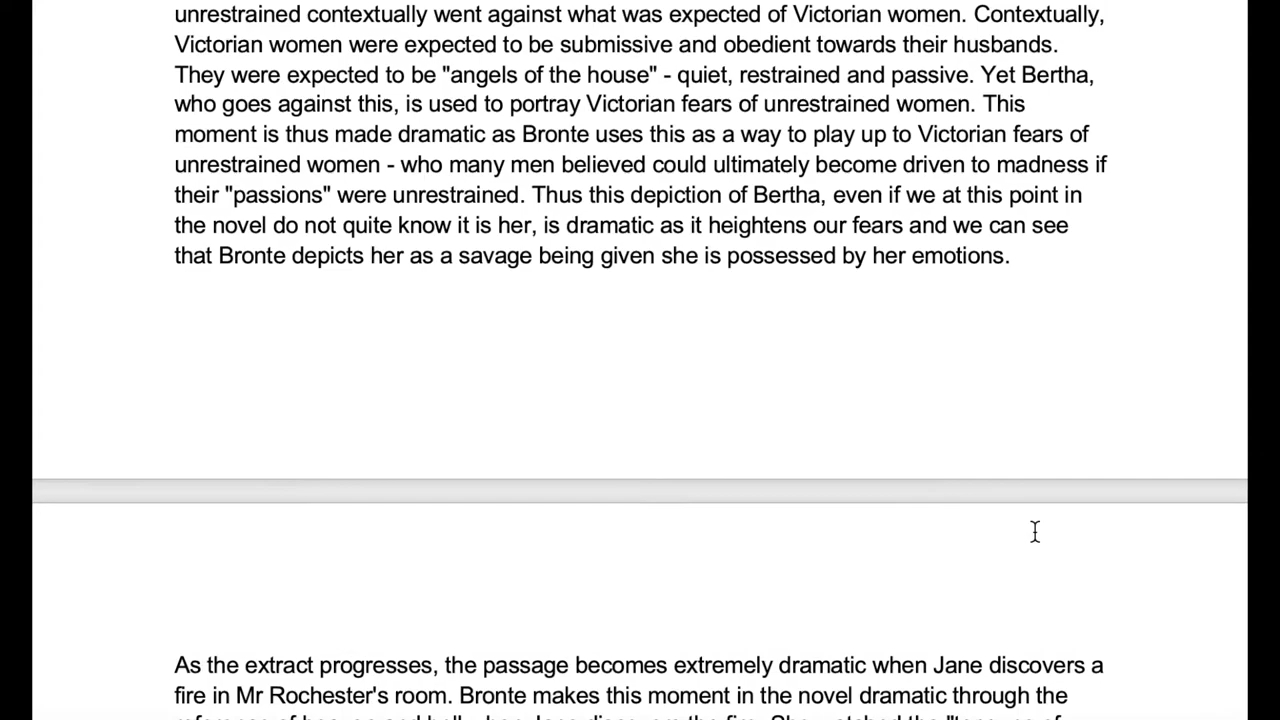 unrestrained contextually went against what was expected of Victorian women. Contextually,
Victorian women were expected to be submissive and obedient towards their husbands.
They were expected to be "angels of the house" - quiet, restrained and passive. Yet Bertha,
who goes against this, is used to portray Victorian fears of unrestrained women. This
moment is thus made dramatic as Bronte uses this as a way to play up to Victorian fears of
unrestrained women - who many men believed could ultimately become driven to madness if
their "passions" were unrestrained. Thus this depiction of Bertha, even if we at this point in
the novel do not quite know it is her, is dramatic as it heightens our fears and we can see
that Bronte depicts her as a savage being given she is possessed by her emotions.
As the extract progresses, the passage becomes extremely dramatic when Jane discovers a
fire in Mr Rochester's room. Bronte makes this moment in the novel dramatic through the